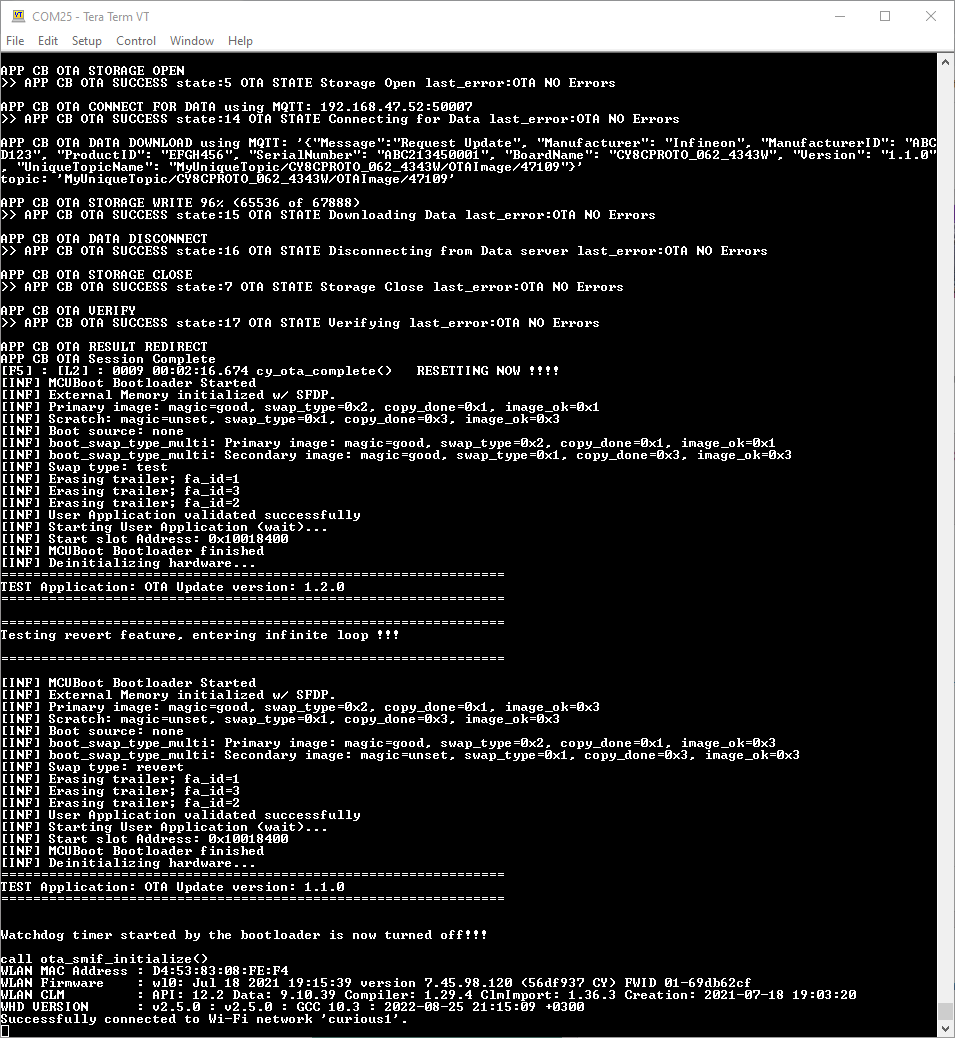 COM25 - Tera Term VT
File Edit Setup Control Window Help
APP CB OTA STORAGE OPEN
>> APP CB OTA SUCCESS state:5 OTA STATE Storage Open last_error:OTA NO Errors
APP CB OTA CONNECT FOR DATA using MQTT: 192.168.47.52:50007
>> APP CB OTA SUCCESS state:14 OTA STATE Connecting for Data last_error:OTA NO Errors
APP CB OTA DATA DOWNLOAD using MQTT: '{"Message":"Request Update", "Manufacturer": "Infineon", "ManufacturerID": "ABC
D123", "ProductID": "EFGH456", "SerialNumber": "ABC213450001", "BoardName": "CY8CPROTO_062_4343W", "Version": "1.1.0"
, "UniqueTopicName": "MyUniqueTopic/CY8CPROTO_062_4343W/OTAImage/47109"}'
topic: 'MyUniqueTopic/CY8CPROTO_062_4343W/OTAImage/47109'
APP CB OTA STORAGE WRITE 96% (65536 of 67888)
>> APP CB OTA SUCCESS state:15 OTA STATE Downloading Data last_error:OTA NO Errors
APP CB OTA DATA DISCONNECT
>> APP CB OTA SUCCESS state:16 OTA STATE Disconnecting from Data server last_error:OTA NO Errors
APP CB OTA STORAGE CLOSE
>> APP CB OTA SUCCESS state:7 OTA STATE Storage Close last_error:OTA NO Errors
APP CB OTA VERIFY
>> APP CB OTA SUCCESS state:17 OTA STATE Verifying last_error:OTA NO Errors
APP CB OTA RESULT REDIRECT
APP CB OTA Session Complete
[F5] : [L2] : 0009 00:02:16.674 cy_ota_complete()   RESETTING NOW !!!!
[INF] MCUBoot Bootloader Started
[INF] External Memory initialized w/ SFDP.
[INF] Primary image: magic=good, swap_type=0x2, copy_done=0x1, image_ok=0x1
[INF] Scratch: magic=unset, swap_type=0x1, copy_done=0x3, image_ok=0x3
[INF] Boot source: none
[INF] boot_swap_type_multi: Primary image: magic=good, swap_type=0x2, copy_done=0x1, image_ok=0x1
[INF] boot_swap_type_multi: Secondary image: magic=good, swap_type=0x1, copy_done=0x3, image_ok=0x3
[INF] Swap type: test
[INF] Erasing trailer; fa_id=1
[INF] Erasing trailer; fa_id=3
[INF] Erasing trailer; fa_id=2
[INF] User Application validated successfully
[INF] Starting User Application (wait)...
[INF] Start slot Address: 0x10018400
[INF] MCUBoot Bootloader finished
[INF] Deinitializing hardware...
===============================================================
TEST Application: OTA Update version: 1.2.0
===============================================================
===============================================================
Testing revert feature, entering infinite loop !!!
===============================================================
[INF] MCUBoot Bootloader Started
[INF] External Memory initialized w/ SFDP.
[INF] Primary image: magic=good, swap_type=0x2, copy_done=0x1, image_ok=0x3
[INF] Scratch: magic=unset, swap_type=0x1, copy_done=0x3, image_ok=0x3
[INF] Boot source: none
[INF] boot_swap_type_multi: Primary image: magic=good, swap_type=0x2, copy_done=0x1, image_ok=0x3
[INF] boot_swap_type_multi: Secondary image: magic=unset, swap_type=0x1, copy_done=0x3, image_ok=0x3
[INF] Swap type: revert
[INF] Erasing trailer; fa_id=1
[INF] Erasing trailer; fa_id=3
[INF] Erasing trailer; fa_id=2
[INF] User Application validated successfully
[INF] Starting User Application (wait)...
[INF] Start slot Address: 0x10018400
[INF] MCUBoot Bootloader finished
[INF] Deinitializing hardware...
===============================================================
TEST Application: OTA Update version: 1.1.0
===============================================================
Watchdog timer started by the bootloader is now turned off!!!
call ota_smif_initialize()
WLAN MAC Address : D4:53:83:08:FE:F4
WLAN Firmware    : wl0: Jul 18 2021 19:15:39 version 7.45.98.120 (56df937 CY) FWID 01-69db62cf
WLAN CLM         : API: 12.2 Data: 9.10.39 Compiler: 1.29.4 ClmImport: 1.36.3 Creation: 2021-07-18 19:03:20
WHD VERSION      : v2.5.0 : v2.5.0 : GCC 10.3 : 2022-08-25 21:15:09 +0300
Successfully connected to Wi-Fi network 'curious1'.